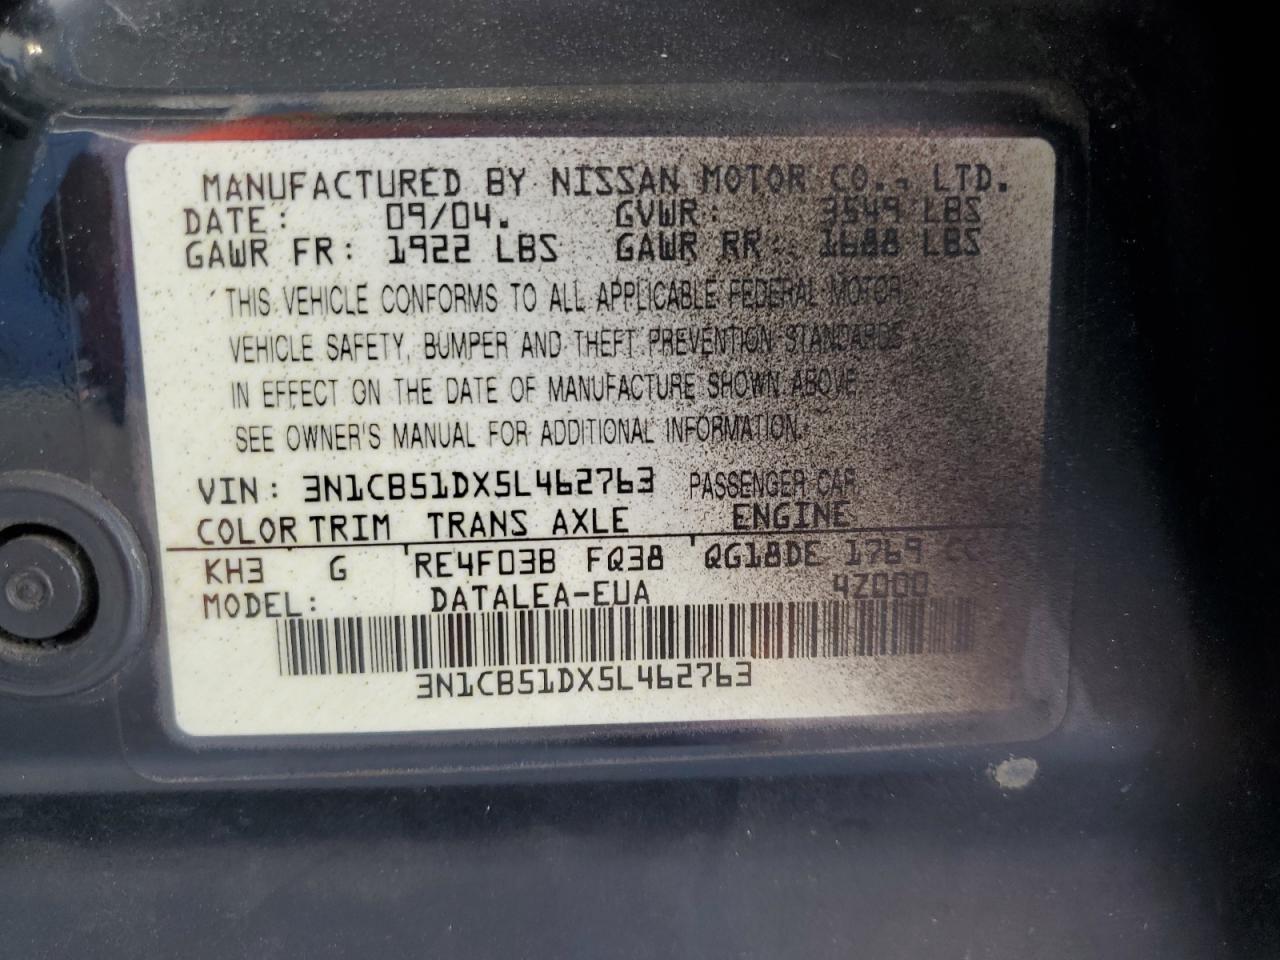 MANUFACTURED BY NISSAN MOTOR CO., LTD.
DATE: 09/04. GVWR: 3549 LBS
GAWR FR: 1922 LBS GAWR RR: 1688 LBS
THIS VEHICLE CONFORMS TO ALL APPLICABLE FEDERAL MOTOR
VEHICLE SAFETY, BUMPER AND THEFT PREVENTION STANDARDS
IN EFFECT ON THE DATE OF MANUFACTURE SHOWN ABOVE.
SEE OWNER'S MANUAL FOR ADDITIONAL INFORMATION.
VIN: 3N1CB51DX5L462763 PASSENGER CAR
COLOR TRIM TRANS AXLE ENGINE
KH3 G RE4F03B FQ38 QG18DE 1769 CC
MODEL: DATALEA-EUA 4Z000
3N1CB51DX5L462763